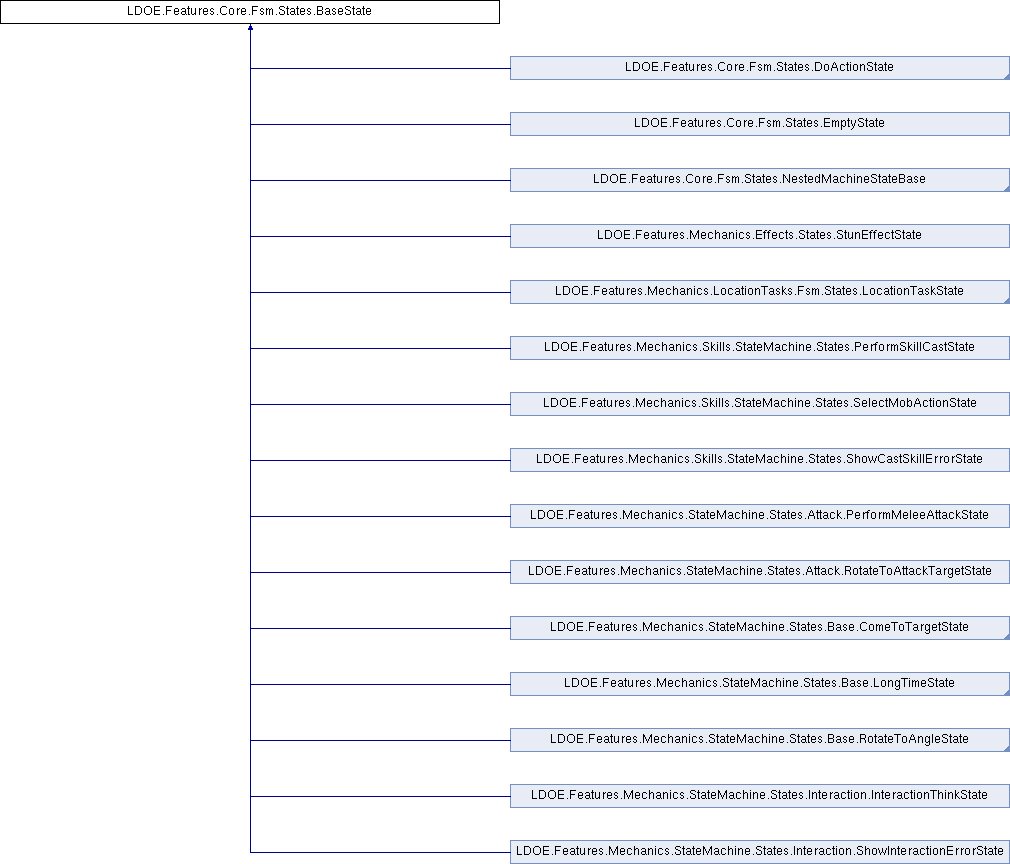 LDOE.Features.Core.Fsm.States.BaseState
LDOE.Features.Core.Fsm.States.DoActionState
LDOE.Features.Core.Fsm.States.EmptyState
LDOE.Features.Core.Fsm.States.NestedMachineStateBase
LDOE.Features.Mechanics.Effects.States.StunEffectState
LDOE.Features.Mechanics.LocationTasks.Fsm.States.LocationTaskState
LDOE.Features.Mechanics.Skills.StateMachine.States.PerformSkillCastState
LDOE.Features.Mechanics.Skills.StateMachine.States.SelectMobActionState
LDOE.Features.Mechanics.Skills.StateMachine.States.ShowCastSkillErrorState
LDOE.Features.Mechanics.StateMachine.States.Attack.PerformMeleeAttackState
LDOE.Features.Mechanics.StateMachine.States.Attack.RotateToAttackTargetState
LDOE.Features.Mechanics.StateMachine.States.Base.ComeToTargetState
LDOE.Features.Mechanics.StateMachine.States.Base.LongTimeState
LDOE.Features.Mechanics.StateMachine.States.Base.RotateToAngleState
LDOE.Features.Mechanics.StateMachine.States.Interaction.InteractionThinkState
LDOE.Features.Mechanics.StateMachine.States.Interaction.ShowInteractionErrorState